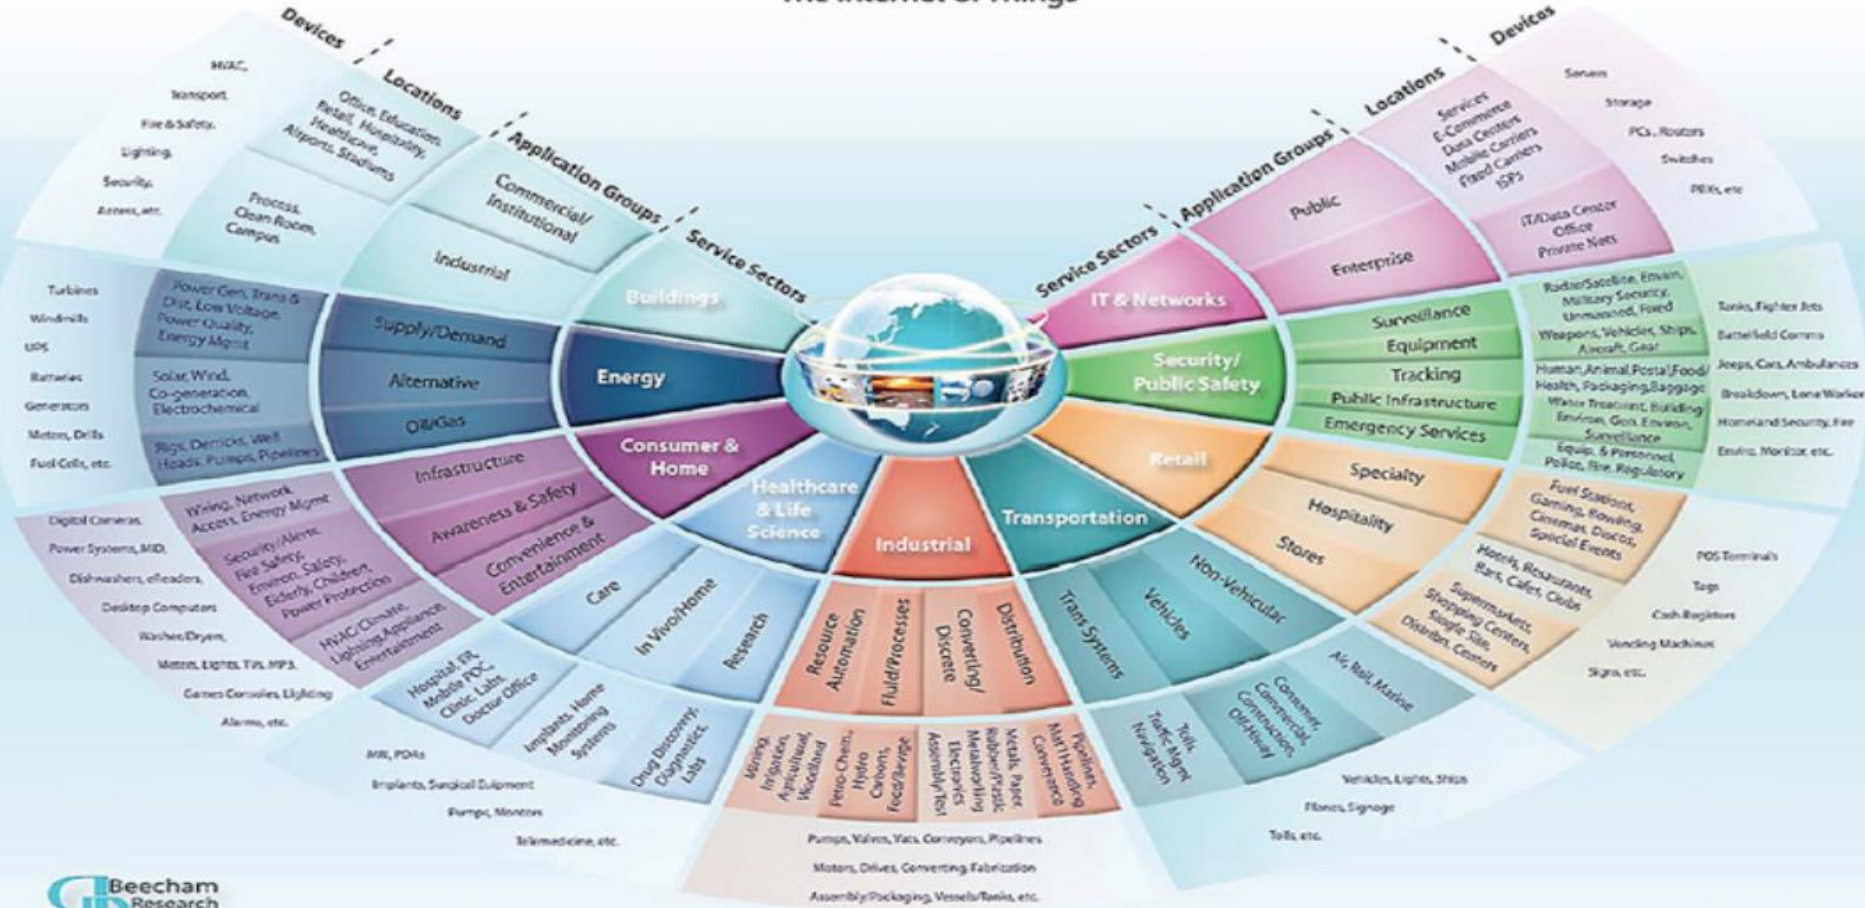 The Internet of Things
Devices
Locations
Application Groups
Service Sectors
Service Sectors
Application Groups
Locations
Devices
HVAC,
Transport,
Fire & Safety,
Lighting,
Security,
Access, etc.
Office, Education,
Retail, Hospitality,
Healthcare,
Airports, Stadiums
Process,
Clean Room,
Campus
Commercial/
Institutional
Industrial
Buildings
Turbines
Windmills
UPS
Batteries
Generators
Meters, Drills
Fuel Cells, etc.
Power Gen, Trans &
Dist, Low Voltage,
Power Quality,
Energy Mgmt
Solar, Wind,
Co-generation,
Electrochemical
Rigs, Derricks, Well
Heads, Pumps, Pipelines
Supply/Demand
Alternative
Oil/Gas
Energy
Digital Cameras,
Power Systems, MID,
Dishwashers, eReaders,
Desktop Computers
Washer/Dryers,
Meters, Lights, TVs, MP3,
Games Consoles, Lighting
Alarms, etc.
Wiring, Network
Access, Energy Mgmt
Security/Alerts,
Fire Safety,
Environ. Safety,
Elderly, Children,
Power Protection
HVAC/Climate,
Lighting, Appliance,
Entertainment
Infrastructure
Awareness & Safety
Convenience &
Entertainment
Consumer &
Home
MRI, PDAs
Implants, Surgical Equipment
Pumps, Monitors
Telemedicine, etc.
Hospital, ER,
Mobile POC,
Clinic, Labs,
Doctor Office
Implants, Home
Monitoring
Systems
Drug Discovery,
Diagnostics,
Labs
Care
In Vivo/Home
Research
Healthcare
& Life
Science
Industrial
Resource
Automation
Fluid/Processes
Converting/
Discrete
Distribution
Mining,
Irrigation,
Agricultural,
Woodland
Petro-Chem.,
Hydro
Carbons,
Food/Beverage
Metals, Paper,
Rubber/Plastic
Metalworking
Electronics
Assembly/Test
Pipelines,
Mat'l Handling
Conveyance
Pumps, Valves, Vats, Conveyors, Pipelines
Motors, Drives, Converting, Fabrication
Assembly/Packaging, Vessels/Tanks, etc.
Transportation
Trans Systems
Vehicles
Non-Vehicular
Tolls,
Traffic Mgmt
Navigation
Consumer,
Commercial,
Construction,
Off-Hiway
Air, Rail, Marine
Vehicles, Lights, Ships
Planes, Signage
Tolls, etc.
Retail
Specialty
Hospitality
Stores
Fuel Stations,
Gaming, Bowling,
Cinemas, Discos,
Special Events
Hotels, Restaurants,
Bars, Cafes, Clubs
Supermarkets,
Shopping Centers,
Single Site,
Distribn. Centers
POS Terminals
Tags
Cash Registers
Vending Machines
Signs, etc.
Security/
Public Safety
Surveillance
Equipment
Tracking
Public Infrastructure
Emergency Services
Radar/Satellite, Environ,
Military Security,
Unmanned, Fixed
Weapons, Vehicles, Ships,
Aircraft, Gear
Human, Animal, Postal, Food/
Health, Packaging, Baggage
Water Treatment, Building
Environ, Gen. Environ,
Surveillance
Equip. & Personnel,
Police, Fire, Regulatory
Tanks, Fighter Jets
Battlefield Comms
Jeeps, Cars, Ambulances
Breakdown, Lone Worker
Homeland Security, Fire
Enviro. Monitor, etc.
IT & Networks
Public
Enterprise
Services
E-Commerce
Data Centers
Mobile Carriers
Fixed Carriers
ISPs
IT/Data Center
Office
Private Nets
Servers
Storage
PCs, Routers
Switches
PBXs, etc
Beecham
Research